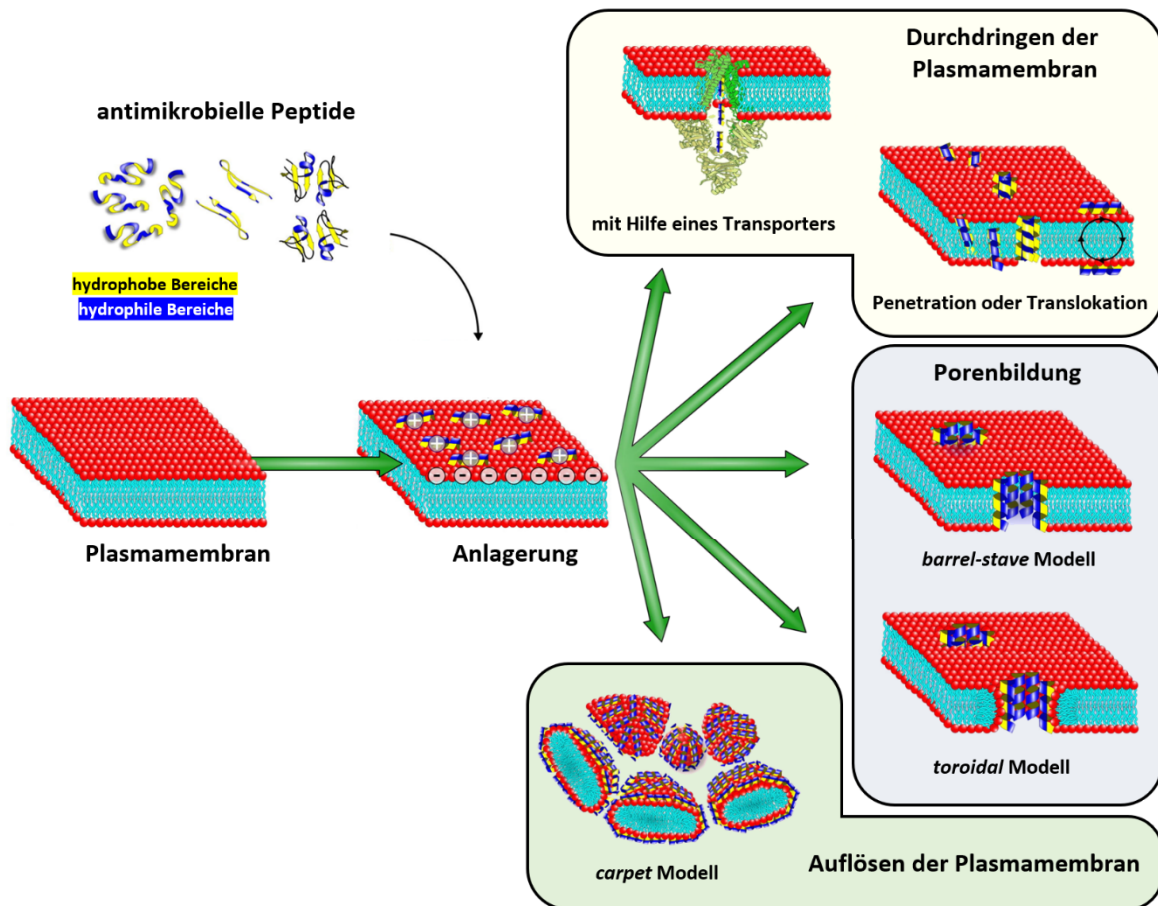 antimikrobielle Peptide
hydrophobe Bereiche
hydrophile Bereiche
Plasmamembran
+ + + + + + +
- - - - - - -
Anlagerung
Durchdringen der
Plasmamembran
mit Hilfe eines Transporters
Penetration oder Translokation
Porenbildung
barrel-stave Modell
toroidal Modell
carpet Modell
Auflösen der Plasmamembran